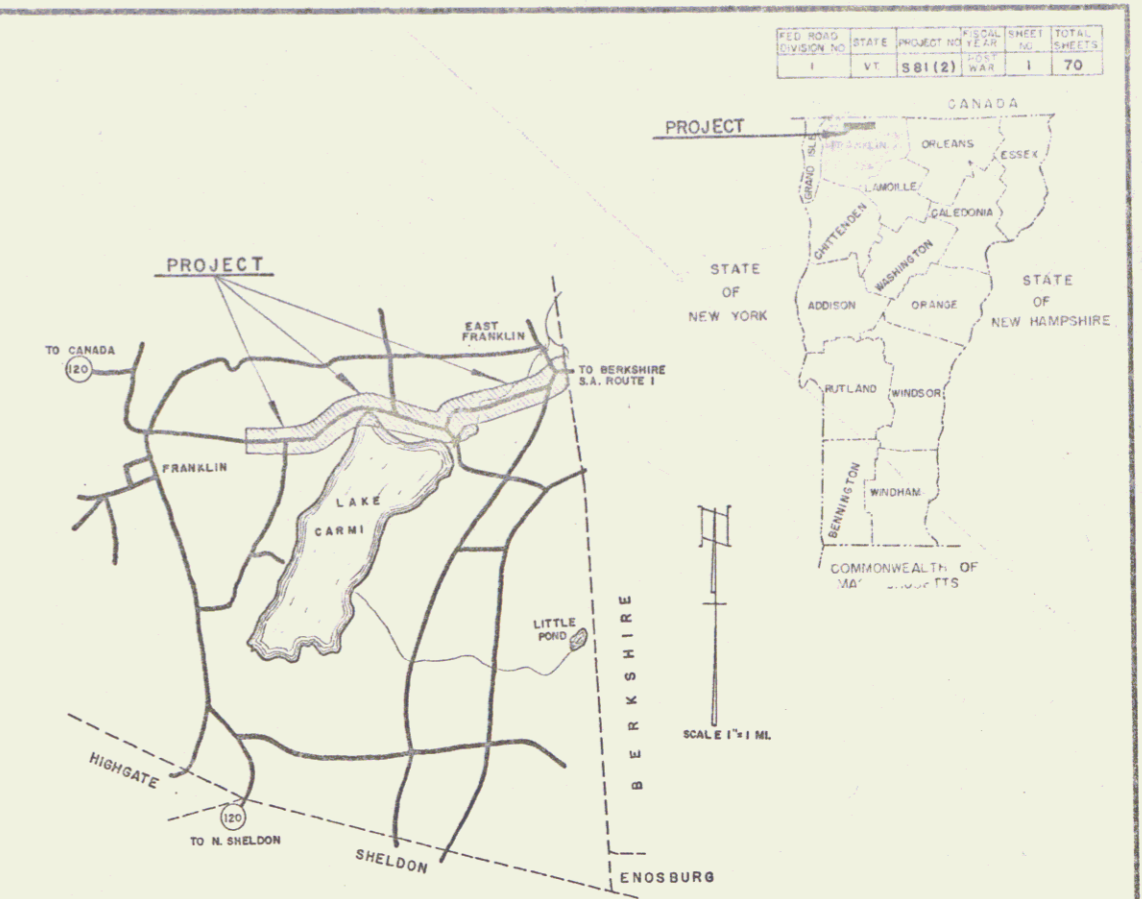 FED ROAD DIVISION NO
STATE
PROJECT NO
FISCAL YEAR
SHEET NO.
TOTAL SHEETS
1
VT.
S 81 (2)
POST WAR
1
70
CANADA
PROJECT
GRAND ISLE
FRANKLIN
ORLEANS
ESSEX
LAMOILLE
CHITTENDEN
CALEDONIA
WASHINGTON
STATE
OF
NEW YORK
ADDISON
ORANGE
STATE
OF
NEW HAMPSHIRE
RUTLAND
WINDSOR
BENNINGTON
WINDHAM
COMMONWEALTH OF
PROJECT
TO CANADA
120
EAST
FRANKLIN
TO BERKSHIRE
S.A. ROUTE 1
FRANKLIN
LAKE
CARMI
LITTLE
POND
BERKSHIRE
SCALE 1"=1 MI.
HIGHGATE
120
TO N. SHELDON
SHELDON
ENOSBURG